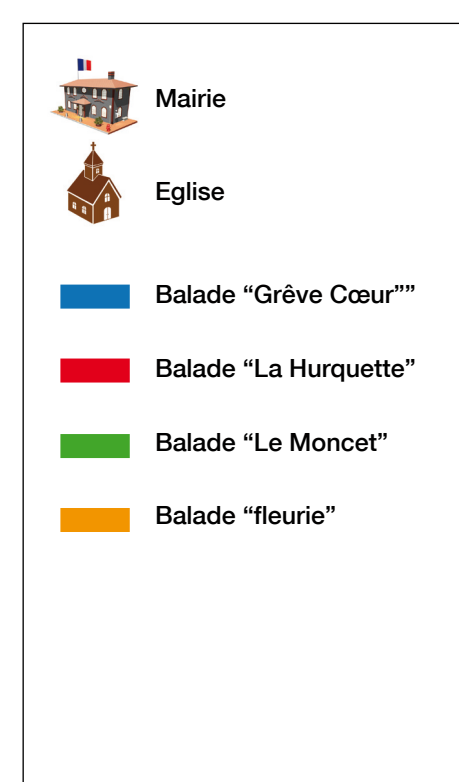 Mairie
Eglise
Balade “Grêve Cœur””
Balade “La Hurquette”
Balade “Le Moncet”
Balade “fleurie”